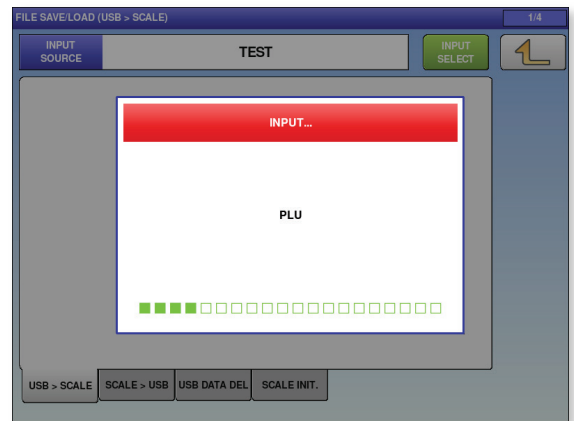 FILE SAVE/LOAD (USB > SCALE)
1/4
INPUT
SOURCE
TEST
INPUT
SELECT
INPUT...
PLU
USB > SCALE
SCALE > USB
USB DATA DEL
SCALE INIT.